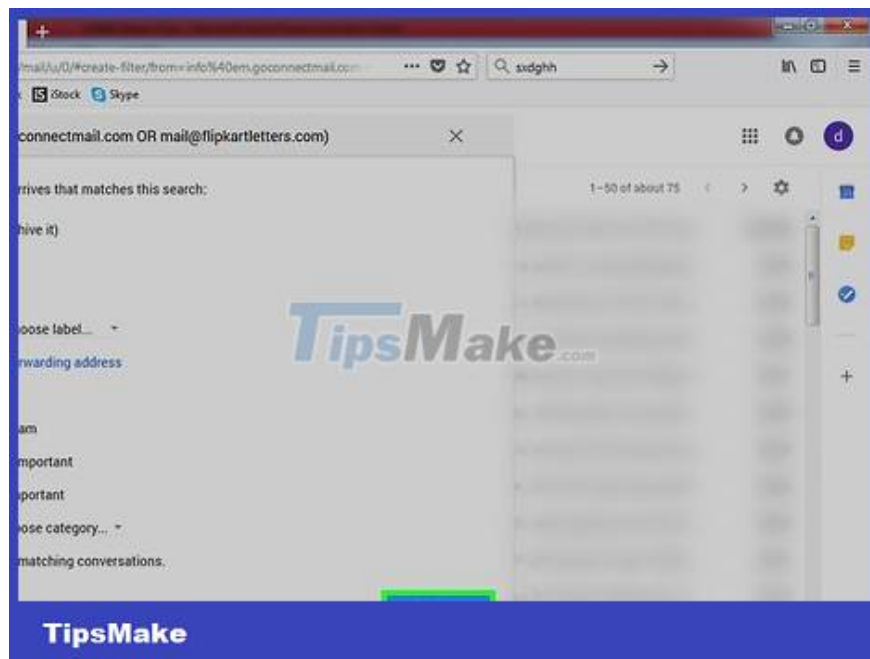 /mail/u/0/#create-filter/from=info%40em.goconnectmail.com
sxdghh
iStock Skype
connectmail.com OR mail@flipkartletters.com)
d
rrives that matches this search:
1-50 of about 75
hive it)
oose label...
TipsMake.com
rwarding address
am
mportant
portant
ose category...
matching conversations.
TipsMake